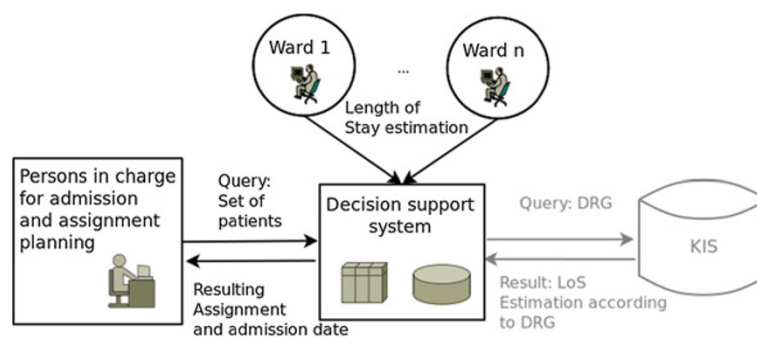 Ward 1
...
Ward n
Length of
Stay estimation
Persons in charge
for admission
and assignment
planning
Query:
Set of
patients
Resulting
Assignment
and admission date
Decision support
system
Query: DRG
Result: LoS
Estimation according
to DRG
KIS